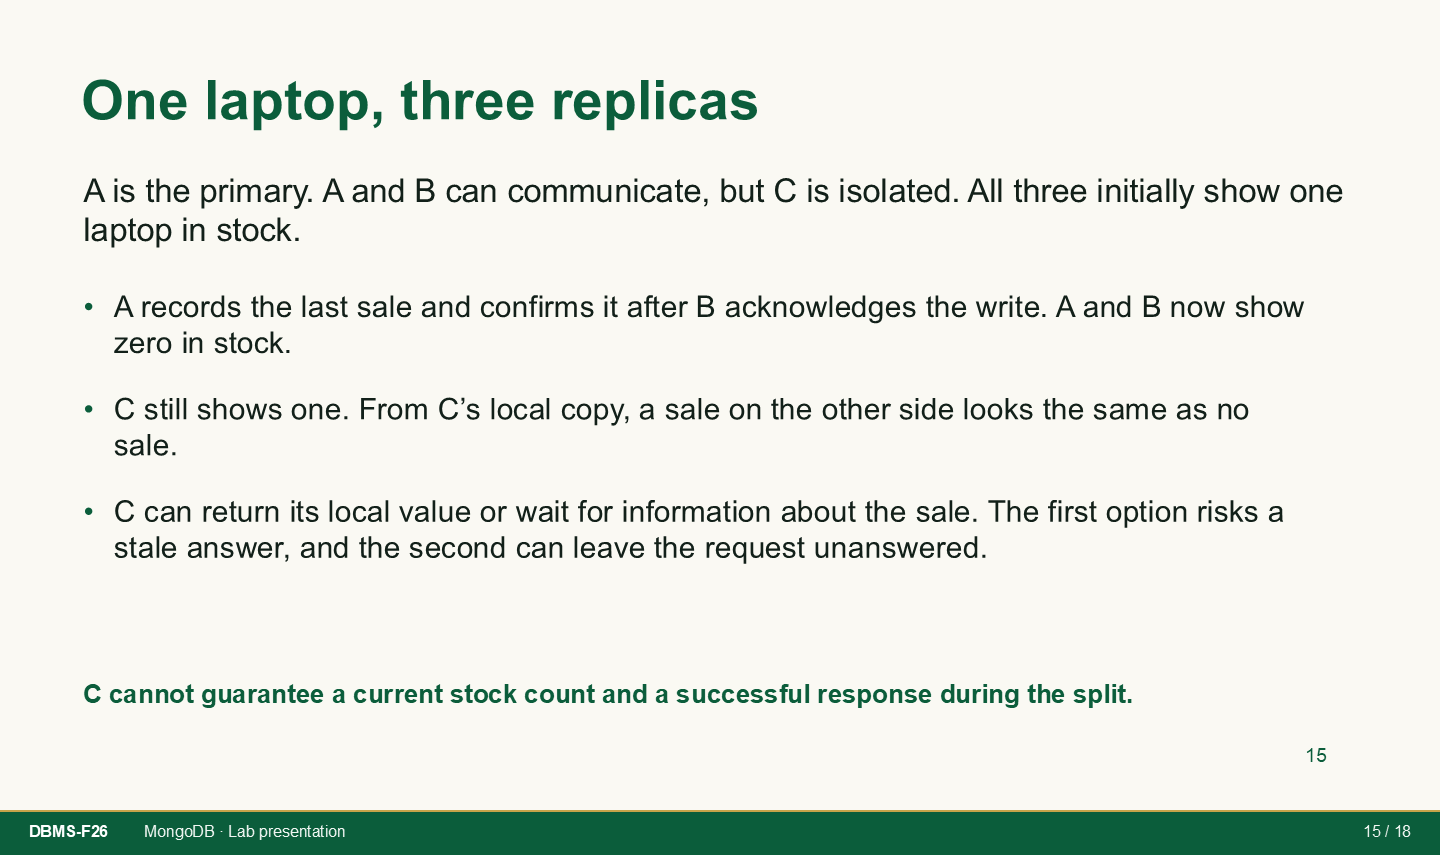 One laptop, three replicas
A is the primary. A and B can communicate, but C is isolated. All three initially show one
laptop in stock.
• A records the last sale and confirms it after B acknowledges the write. A and B now show
zero in stock.
• C still shows one. From C’s local copy, a sale on the other side looks the same as no
sale.
• C can return its local value or wait for information about the sale. The first option risks a
stale answer, and the second can leave the request unanswered.
C cannot guarantee a current stock count and a successful response during the split.
15
DBMS-F26 MongoDB · Lab presentation 15 / 18